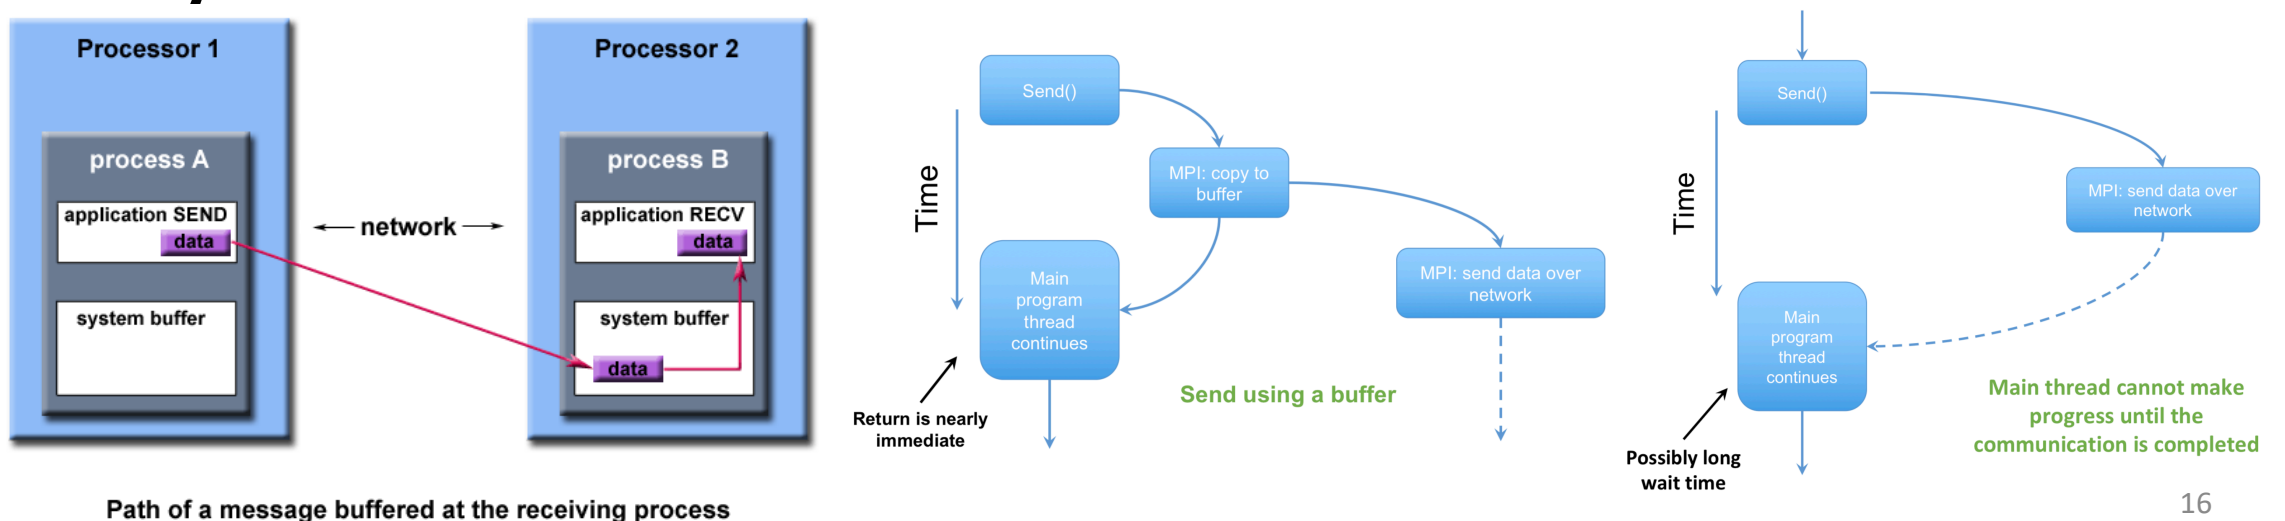 Processor 1
process A
application SEND
data
system buffer
network
Processor 2
process B
application RECV
data
system buffer
data
Path of a message buffered at the receiving process
Time
Send()
MPI: copy to
buffer
MPI: send data over
network
Main
program
thread
continues
Return is nearly
immediate
Send using a buffer
Time
Send()
MPI: send data over
network
Main
program
thread
continues
Possibly long
wait time
Main thread cannot make
progress until the
communication is completed
16